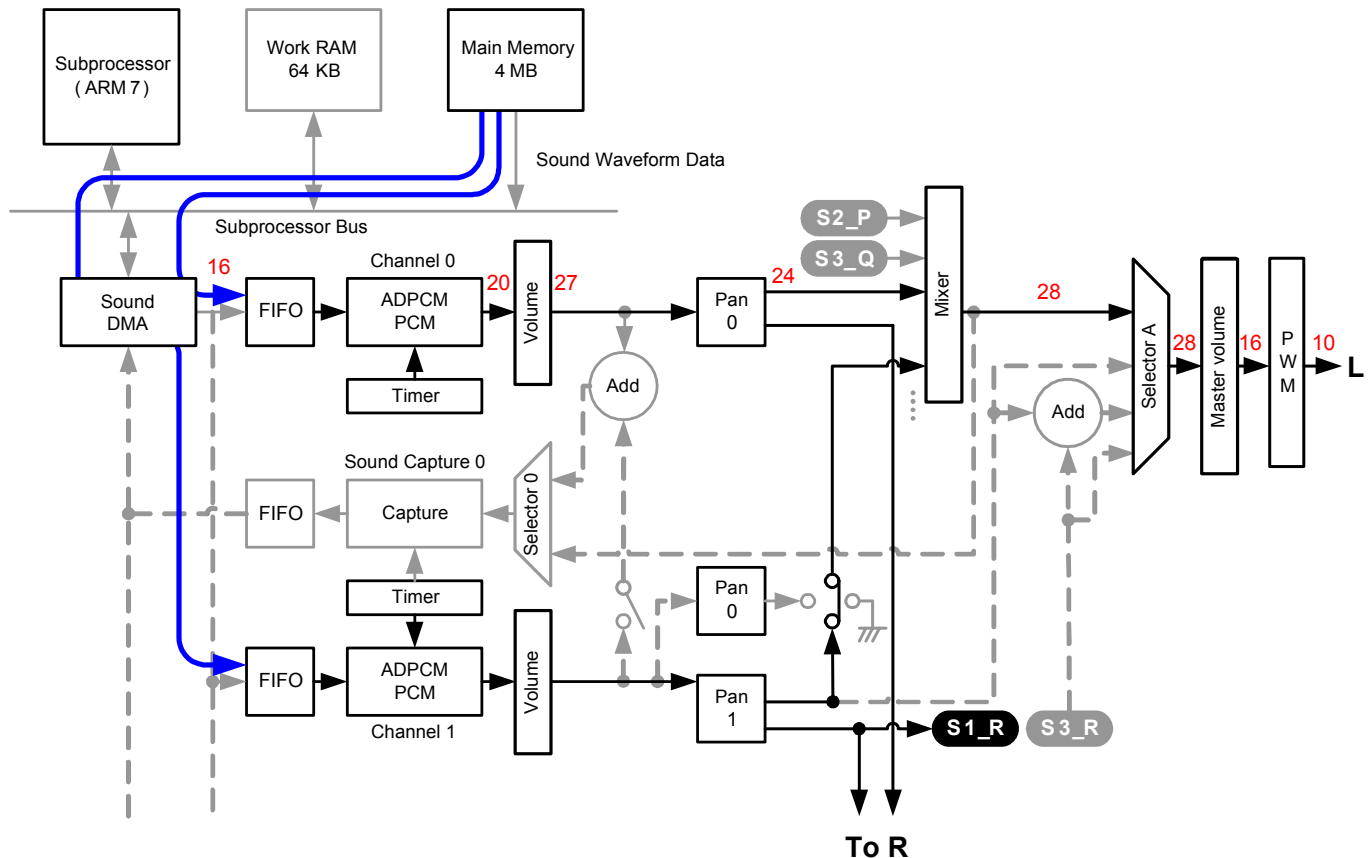 Subprocessor
( ARM 7 )
Work RAM
64 KB
Main Memory
4 MB
Sound Waveform Data
Subprocessor Bus
S2_P
S3_Q
Channel 0
16
20
27
24
28
Sound
DMA
FIFO
ADPCM
PCM
Volume
Pan
0
Mixer
Selector A
28
Master volume
16
P
W
M
10
L
Timer
Add
Add
Sound Capture 0
FIFO
Capture
Selector 0
Timer
Pan
0
FIFO
ADPCM
PCM
Volume
Pan
1
Channel 1
S1_R
S3_R
To R